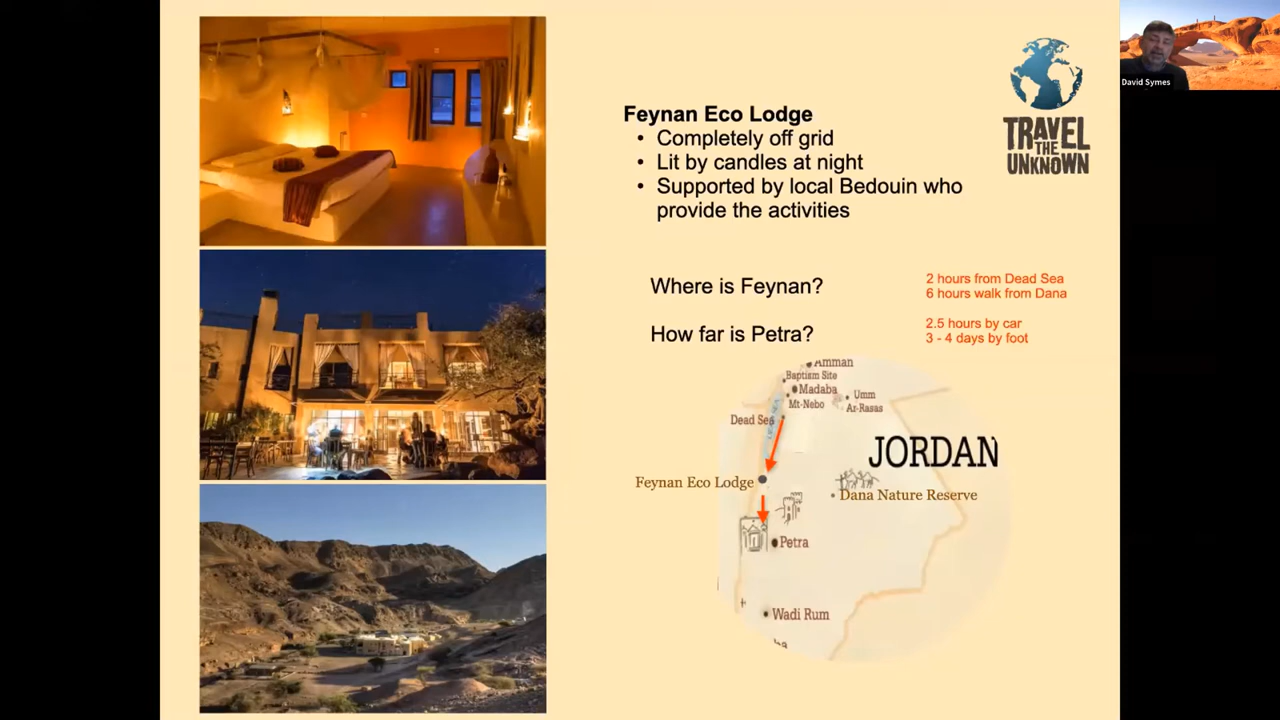 David Symes
TRAVEL
THE
UNKNOWN
Feynan Eco Lodge
• Completely off grid
• Lit by candles at night
• Supported by local Bedouin who
provide the activities
Where is Feynan?
2 hours from Dead Sea
6 hours walk from Dana
How far is Petra?
2.5 hours by car
3 - 4 days by foot
Amman
Baptism Site
Madaba
Mt-Nebo
Umm
Ar-Rasas
Dead Sea
JORDAN
Feynan Eco Lodge
Dana Nature Reserve
Petra
Wadi Rum